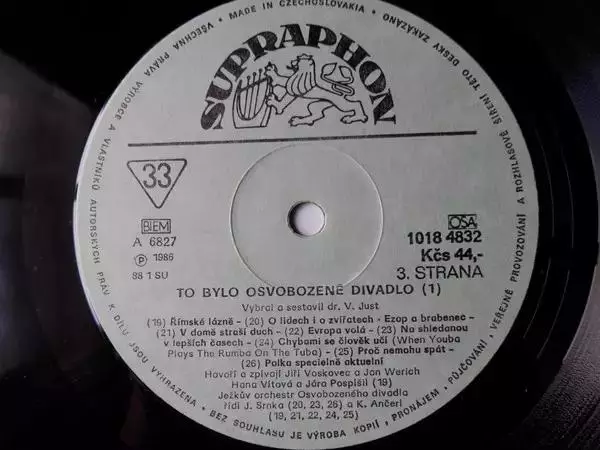 VŠECHNA PRÁVA VÝROBCE A VLASTNÍKŮ AUTORSKÝCH PRÁV K DÍLU JSOU VYHRAZENA • BEZ SOUHLASU JE VÝROBA KOPIÍ, PRONÁJEM, PŮJČOVÁNÍ, VEŘEJNÉ PROVOZOVÁNÍ A ROZHLASOVÉ ŠÍŘENÍ TÉTO DESKY ZAKÁZÁNO • MADE IN CZECHOSLOVAKIA •
SUPRAPHON
33
BIEM
A 6827
Ⓟ 1986
88 1 SU
OSA
1018 4832
Kčs 44,-
3. STRANA
TO BYLO OSVOBOZENÉ DIVADLO (1)
Vybral a sestavil dr. V. Just
(19) Římské lázně – (20) O lidech i o zvířatech - Ezop a brabenec –
(21) V domě straší duch – (22) Evropa volá – (23) Na shledanou
v lepších časech – (24) Chybami se člověk učí (When Youba
Plays The Rumba On The Tuba) – (25) Proč nemohu spát –
(26) Polka specielně aktuelní
Hovoří a zpívají Jiří Voskovec a Jan Werich
Hana Vítová a Jára Pospíšil (19)
Ježkův orchestr Osvobozeného divadla
řídí J. Srnka (20, 23, 26) a K. Ančerl
(19, 21, 22, 24, 25)